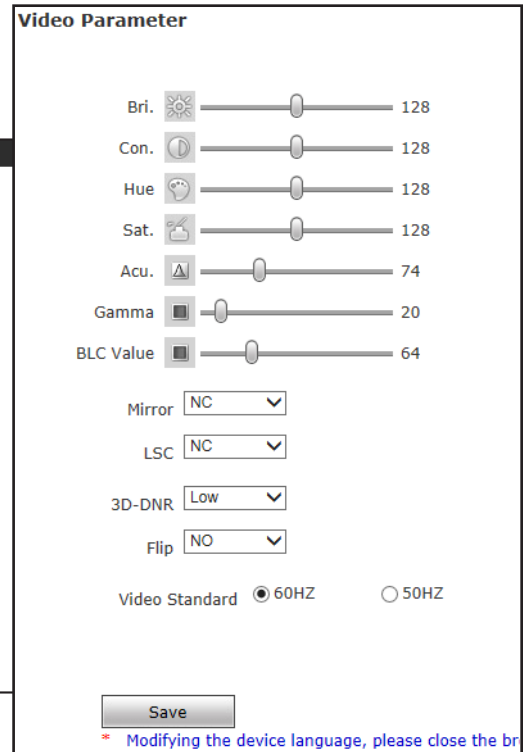 Video Parameter
Bri. 128
Con. 128
Hue 128
Sat. 128
Acu. 74
Gamma 20
BLC Value 64
Mirror NC
LSC NC
3D-DNR Low
Flip NO
Video Standard 60HZ 50HZ
Save
* Modifying the device language, please close the